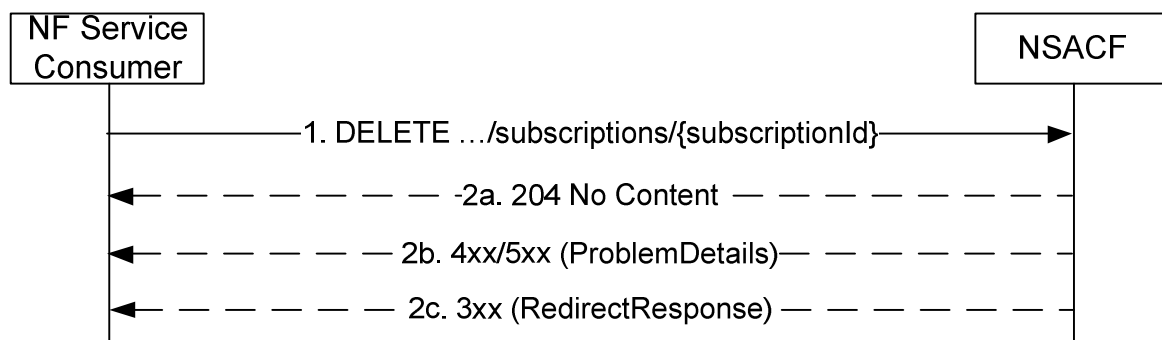 NF Service
Consumer
NSACF
1. DELETE …/subscriptions/{subscriptionId}
2a. 204 No Content
2b. 4xx/5xx (ProblemDetails)
2c. 3xx (RedirectResponse)